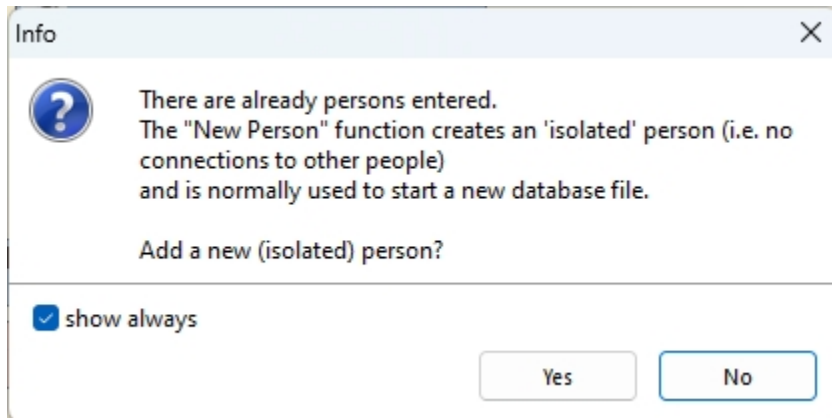 Info
There are already persons entered.
The "New Person" function creates an 'isolated' person (i.e. no
connections to other people)
and is normally used to start a new database file.
Add a new (isolated) person?
show always
Yes
No